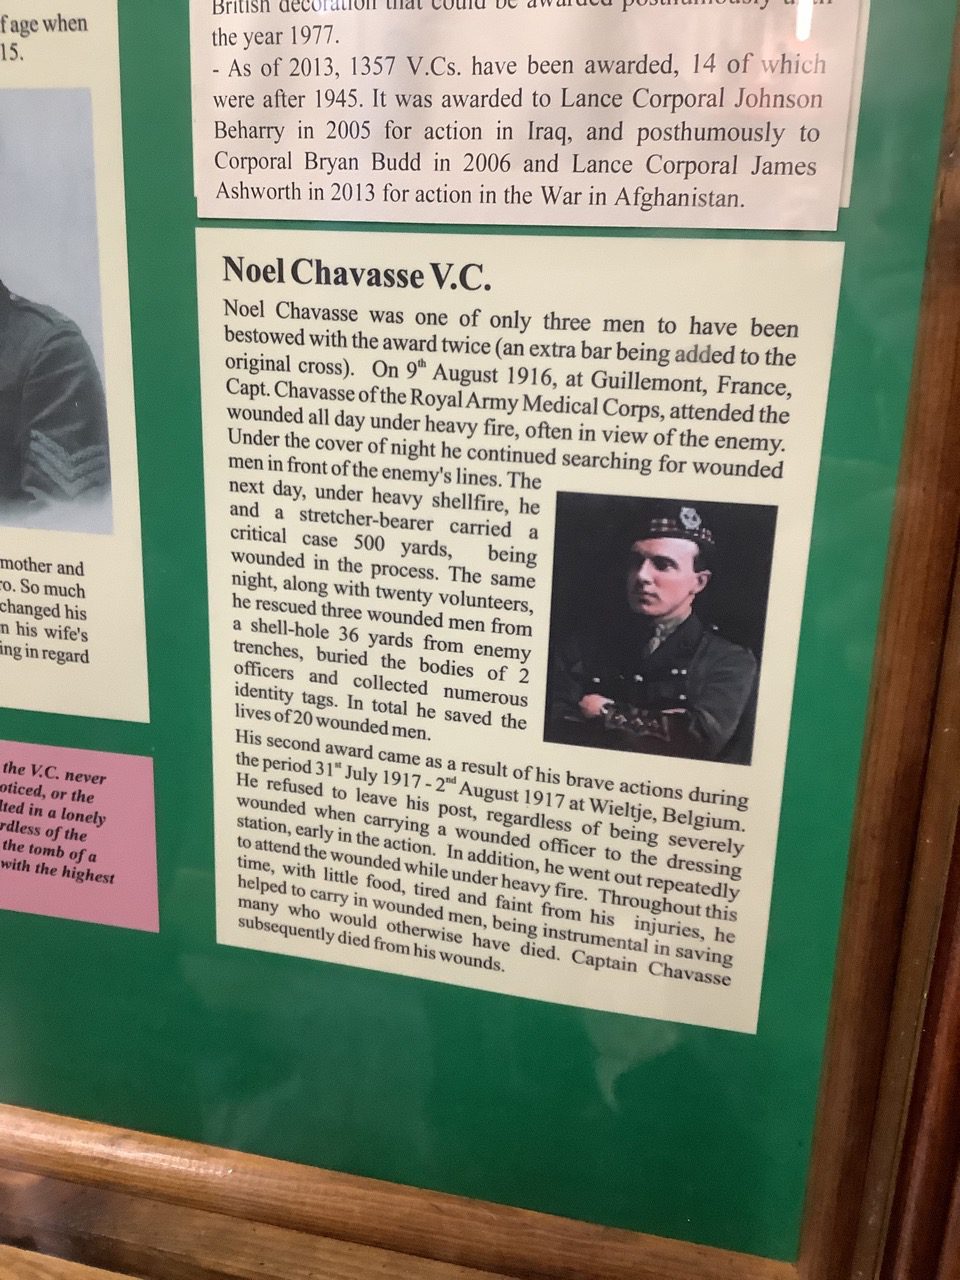 f age when
15.
British decoration that could be awarded posthumously until
the year 1977.
- As of 2013, 1357 V.Cs. have been awarded, 14 of which
were after 1945. It was awarded to Lance Corporal Johnson
Beharry in 2005 for action in Iraq, and posthumously to
Corporal Bryan Budd in 2006 and Lance Corporal James
Ashworth in 2013 for action in the War in Afghanistan.
mother and
ro. So much
changed his
n his wife's
ing in regard
the V.C. never
oticed, or the
lted in a lonely
rdless of the
the tomb of a
with the highest
Noel Chavasse V.C.
Noel Chavasse was one of only three men to have been
bestowed with the award twice (an extra bar being added to the
original cross). On 9th August 1916, at Guillemont, France,
Capt. Chavasse of the Royal Army Medical Corps, attended the
wounded all day under heavy fire, often in view of the enemy.
Under the cover of night he continued searching for wounded
men in front of the enemy's lines. The
next day, under heavy shellfire, he
and a stretcher-bearer carried a
critical case 500 yards, being
wounded in the process. The same
night, along with twenty volunteers,
he rescued three wounded men from
a shell-hole 36 yards from enemy
trenches, buried the bodies of 2
officers and collected numerous
identity tags. In total he saved the
lives of 20 wounded men.
His second award came as a result of his brave actions during
the period 31st July 1917 - 2nd August 1917 at Wieltje, Belgium.
He refused to leave his post, regardless of being severely
wounded when carrying a wounded officer to the dressing
station, early in the action. In addition, he went out repeatedly
to attend the wounded while under heavy fire. Throughout this
time, with little food, tired and faint from his injuries, he
helped to carry in wounded men, being instrumental in saving
many who would otherwise have died. Captain Chavasse
subsequently died from his wounds.